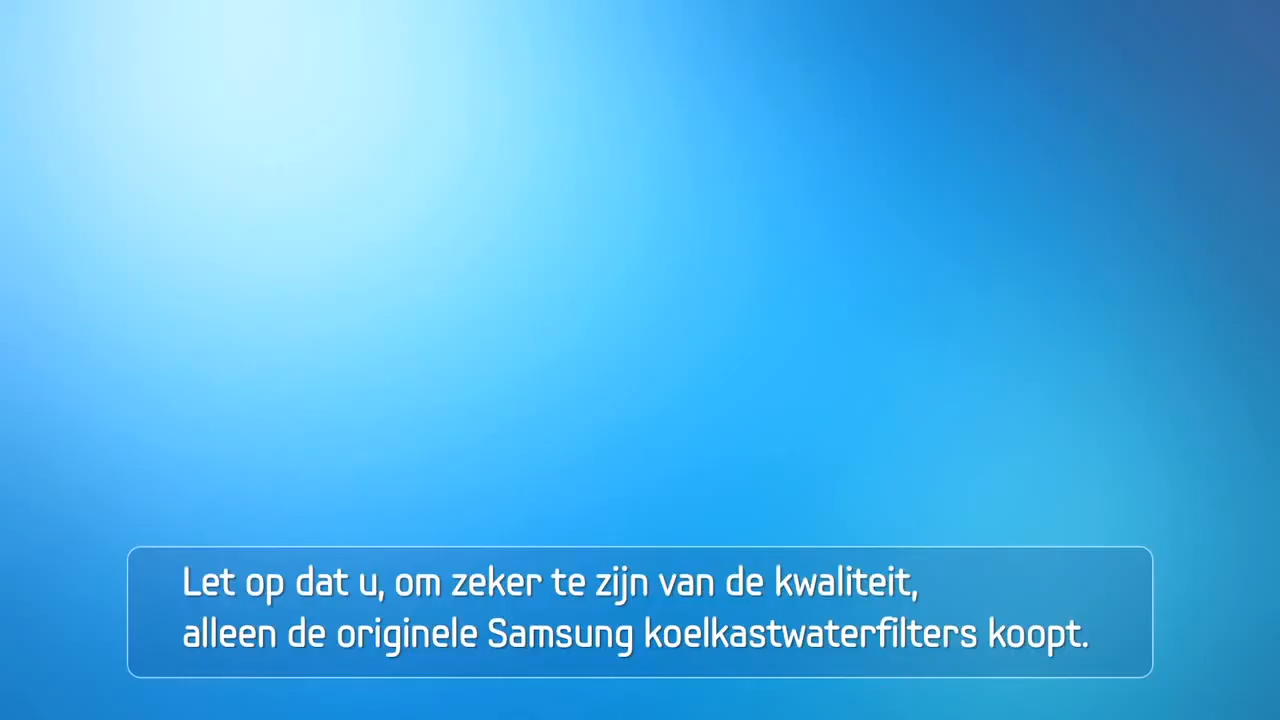 Let op dat u, om zeker te zijn van de kwaliteit,
alleen de originele Samsung koelkastwaterfilters koopt.